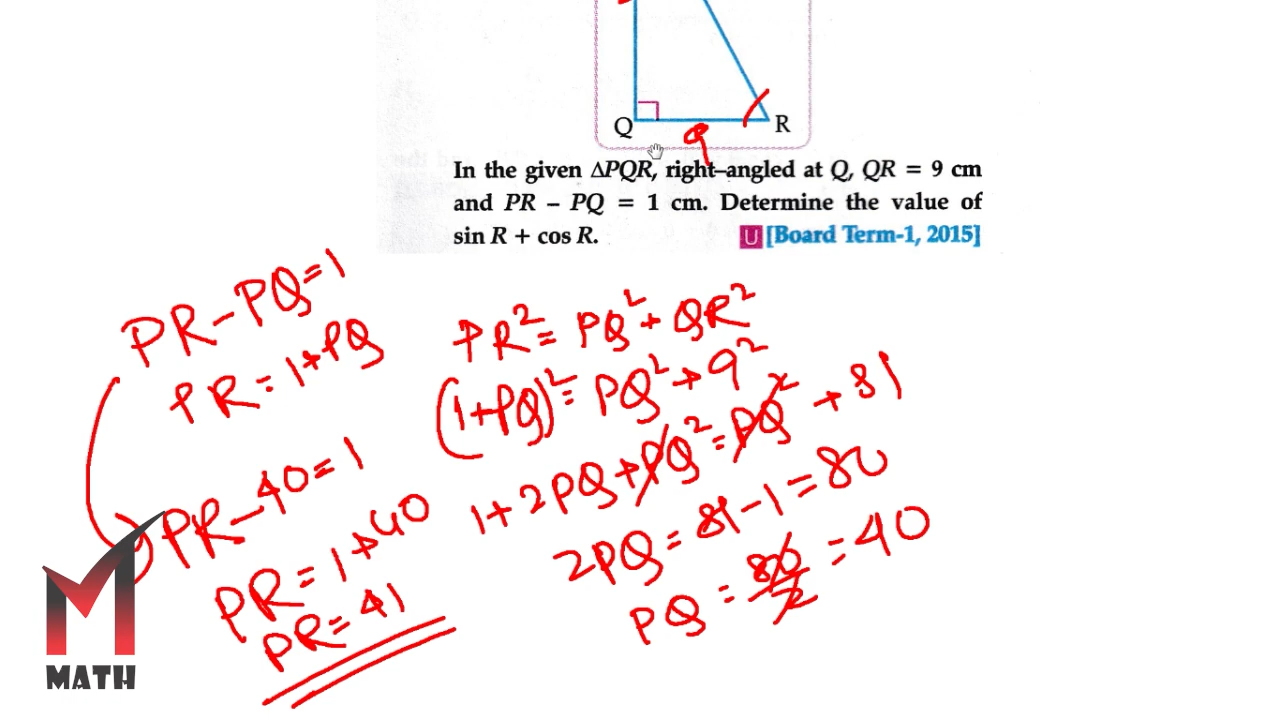 Q
R
9
In the given ΔPQR, right-angled at Q, QR = 9 cm
and PR – PQ = 1 cm. Determine the value of
sin R + cos R.
U [Board Term-1, 2015]
PR-PQ=1
PR=1+PQ
PR-40=1
PR=1+40
PR=41
PR²=PQ²+QR²
(1+PQ)²=PQ²+9²
1+2PQ+PQ²=PQ²+81
2PQ=81-1=80
PQ=80/2=40
MATH